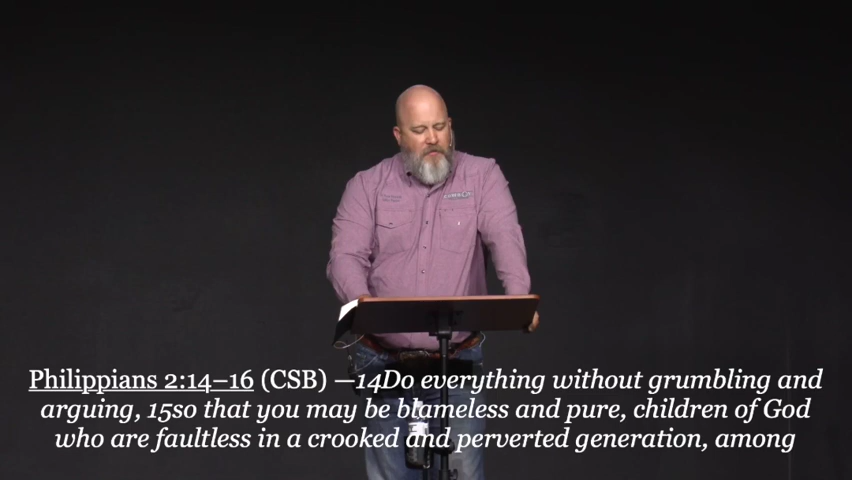 Philippians 2:14–16 (CSB) —14Do everything without grumbling and
arguing, 15so that you may be blameless and pure, children of God
who are faultless in a crooked and perverted generation, among